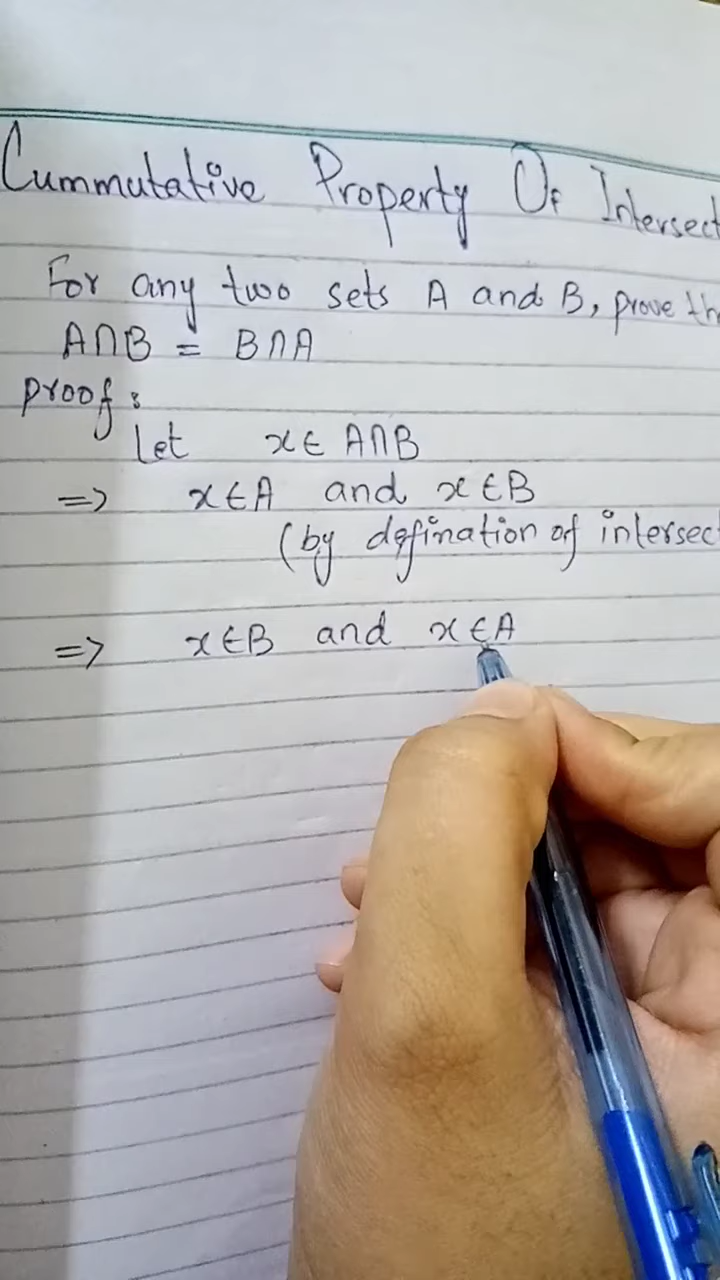 Cummutative Property Of Intersect
For any two sets A and B, prove th
A∩B = B∩A
proof:
Let x∈ A∩B
=> x∈A and x∈B
(by defination of intersect
=> x∈B and x∈A